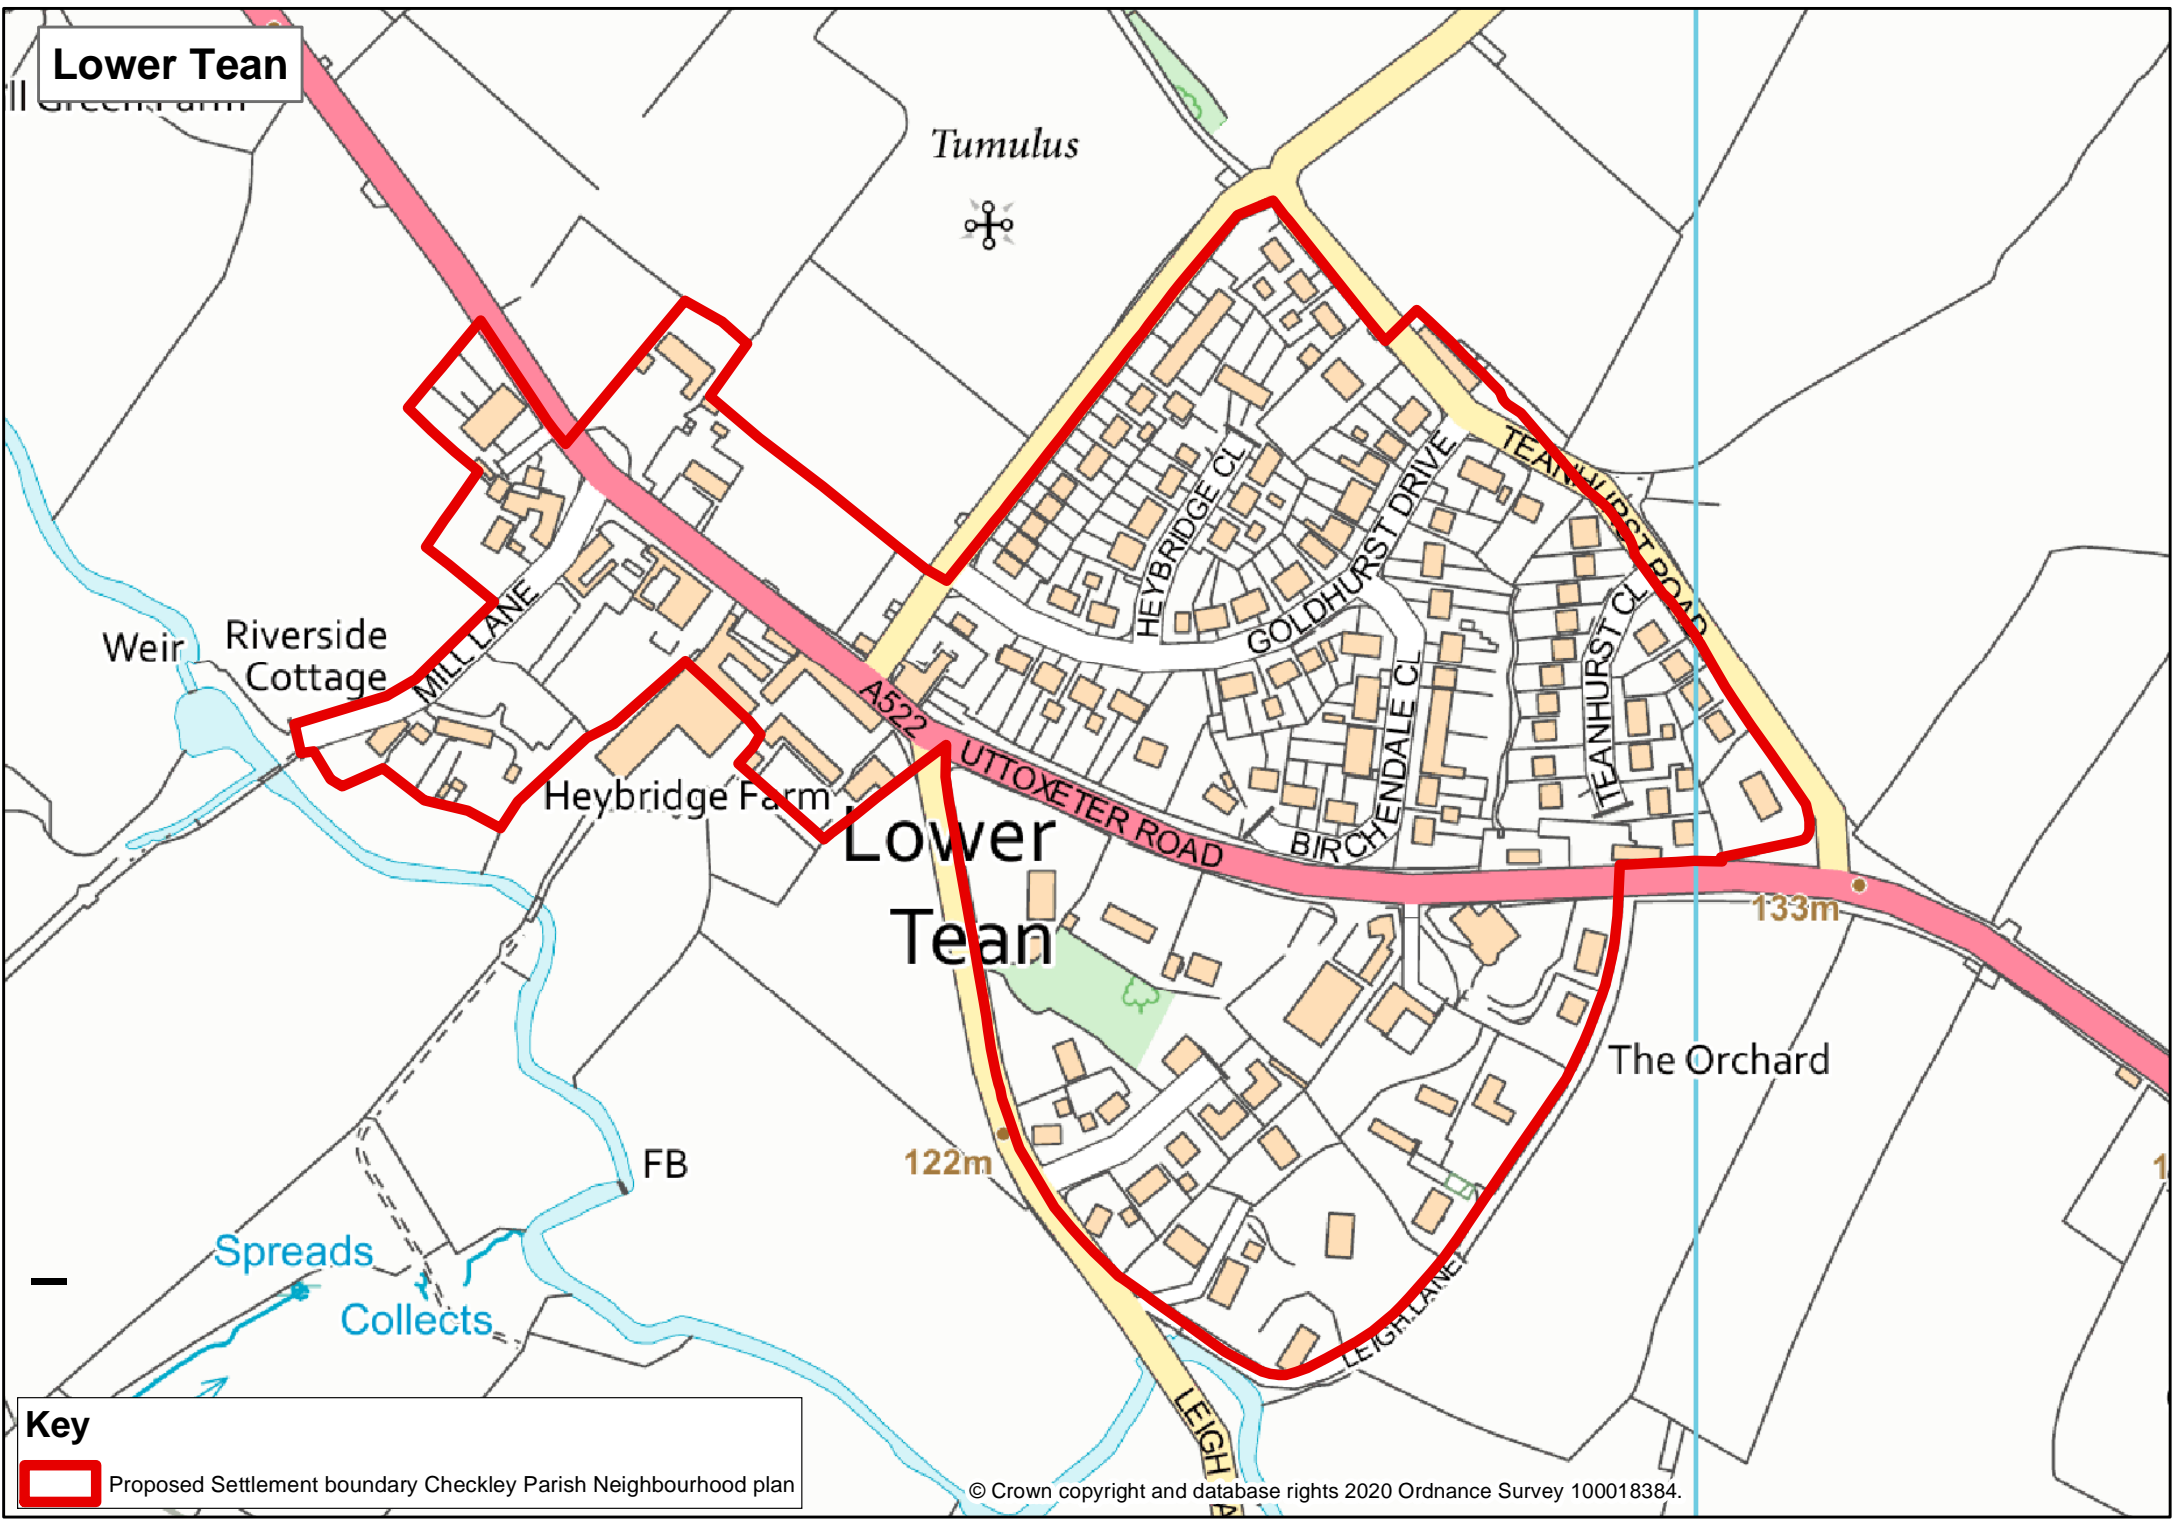 Lower Tean
Tumulus
TEANHURST ROAD
HEYBRIDGE CL
GOLDHURST DRIVE
TEANHURST CL
MILL LANE
Weir
Riverside
Cottage
A522
UTTOXETER ROAD
BIRCHENDALE CL
Heybridge Farm
Lower
Tean
133m
The Orchard
122m
FB
Spreads
Collects
LEIGH LANE
LEIGH
Key
Proposed Settlement boundary Checkley Parish Neighbourhood plan
© Crown copyright and database rights 2020 Ordnance Survey 100018384.